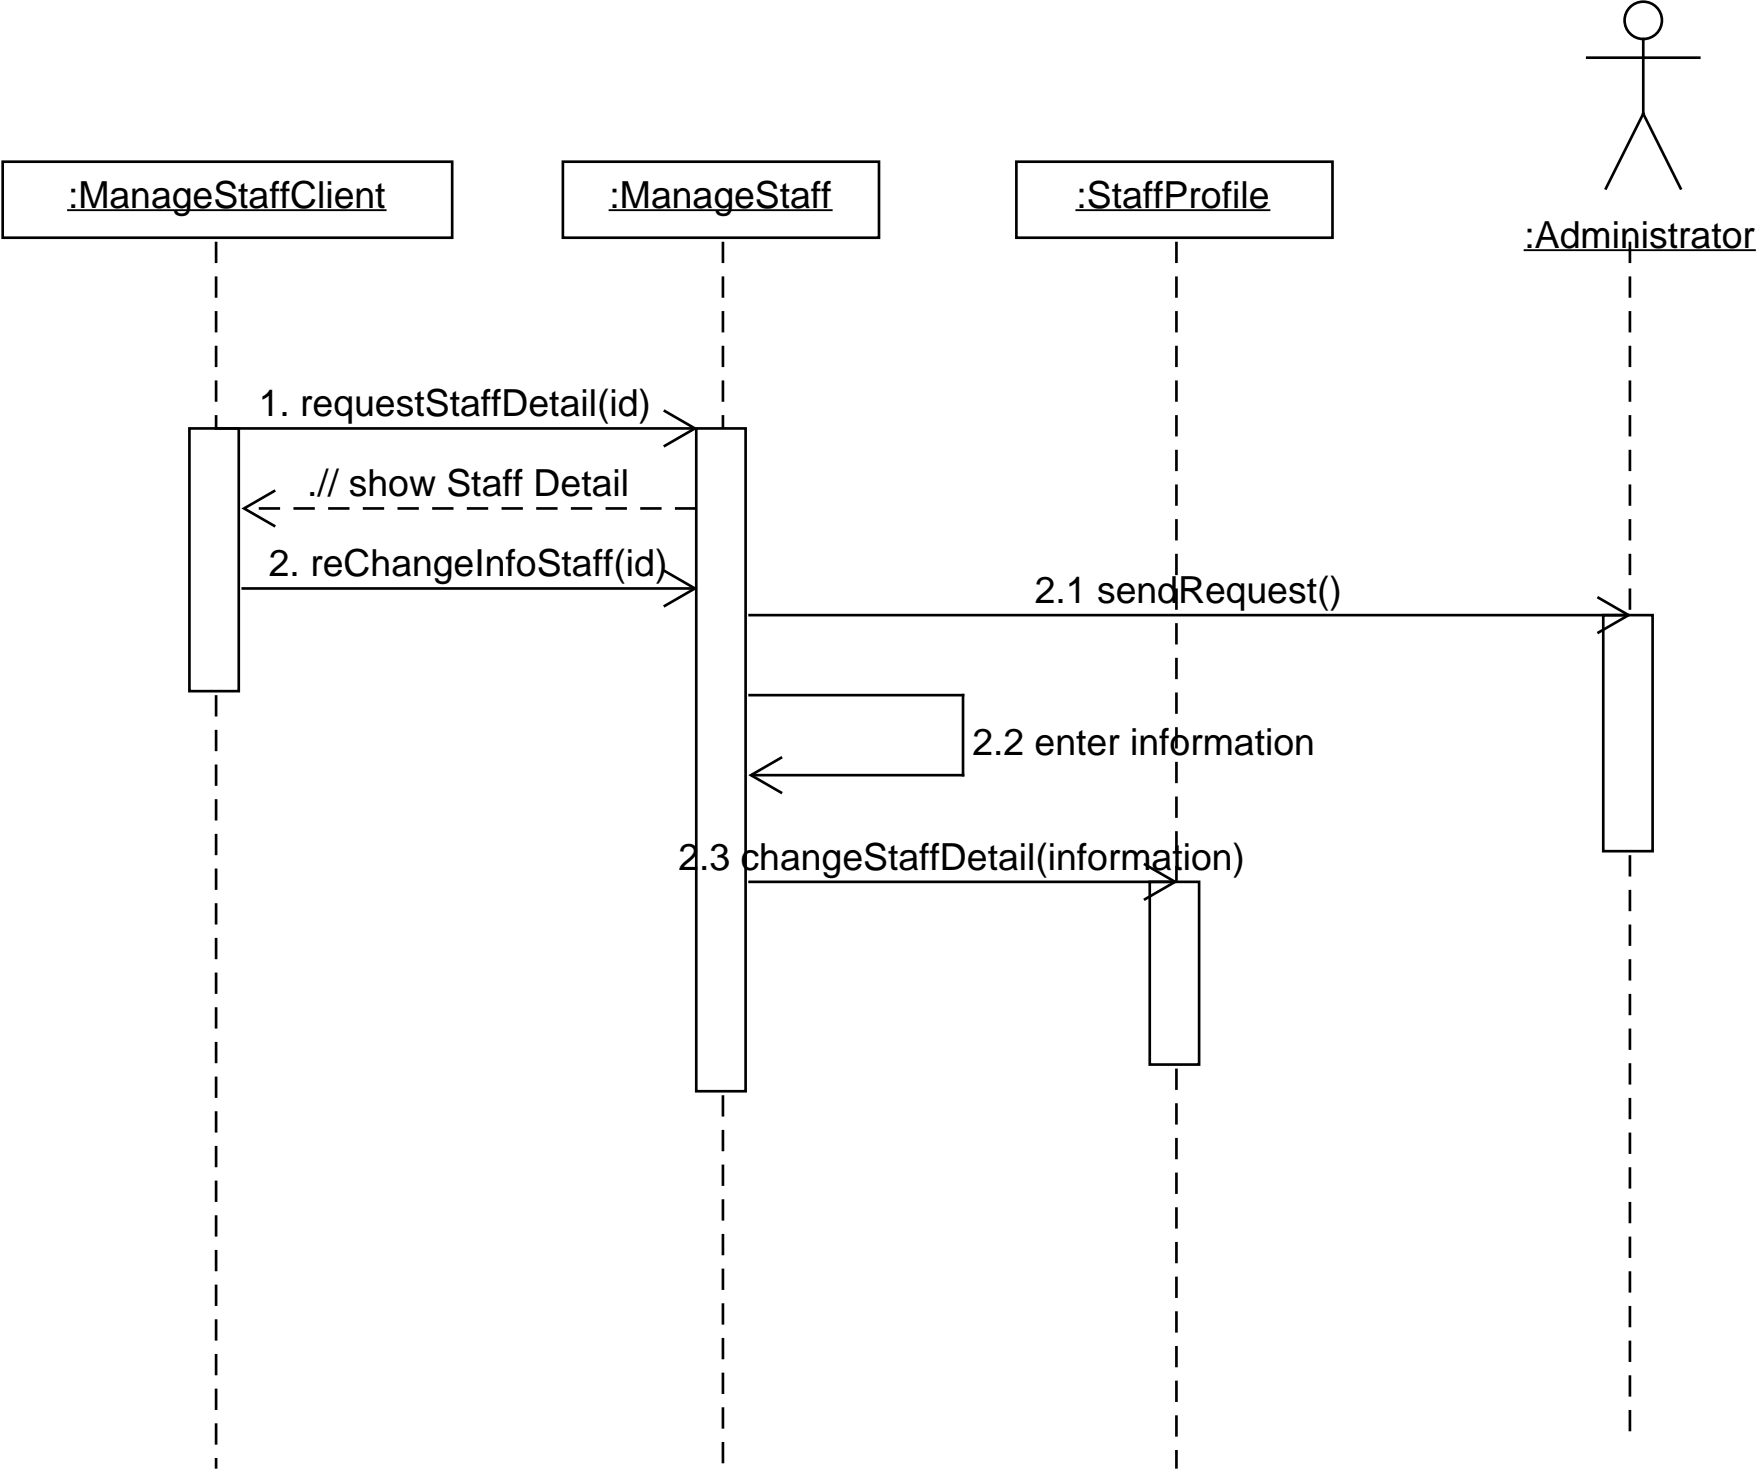 :ManageStaffClient
:ManageStaff
:StaffProfile
:Administrator
1. requestStaffDetail(id)
.// show Staff Detail
2. reChangeInfoStaff(id)
2.1 sendRequest()
2.2 enter information
2.3 changeStaffDetail(information)